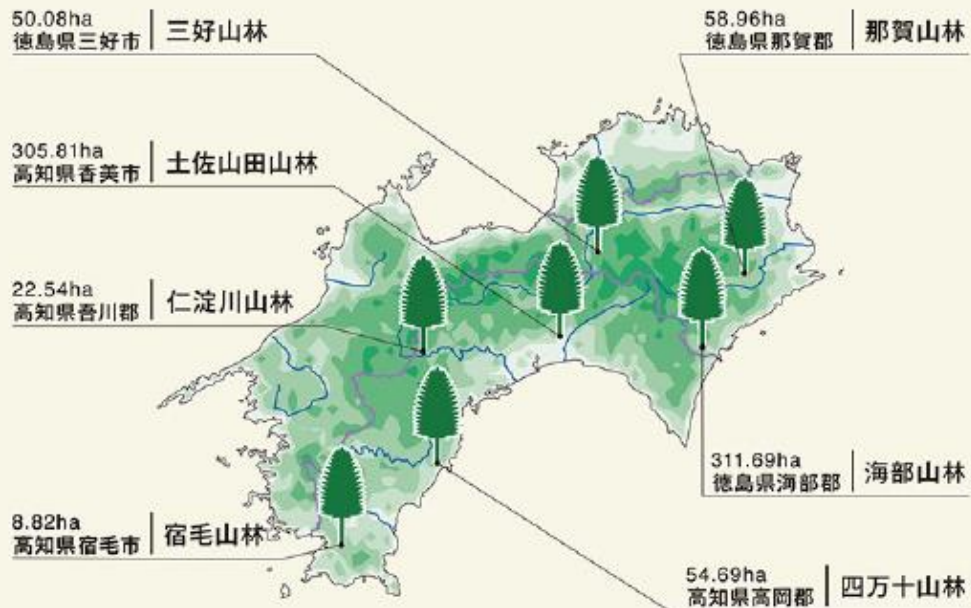 50.08ha
徳島県三好市
三好山林
58.96ha
徳島県那賀郡
那賀山林
305.81ha
高知県香美市
土佐山田山林
22.54ha
高知県吾川郡
仁淀川山林
311.69ha
徳島県海部郡
海部山林
8.82ha
高知県宿毛市
宿毛山林
54.69ha
高知県高岡郡
四万十山林